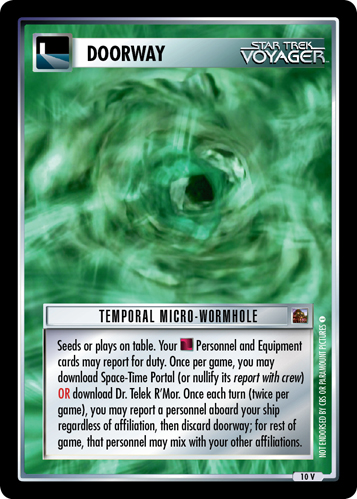 DOORWAY
STAR TREK
VOYAGER
TEMPORAL MICRO-WORMHOLE
Seeds or plays on table. Your Personnel and Equipment
cards may report for duty. Once per game, you may
download Space-Time Portal (or nullify its report with crew)
OR download Dr. Telek R'Mor. Once each turn (twice per
game), you may report a personnel aboard your ship
regardless of affiliation, then discard doorway; for rest of
game, that personnel may mix with your other affiliations.
NOT ENDORSED BY CBS OR PARAMOUNT PICTURES
10 V